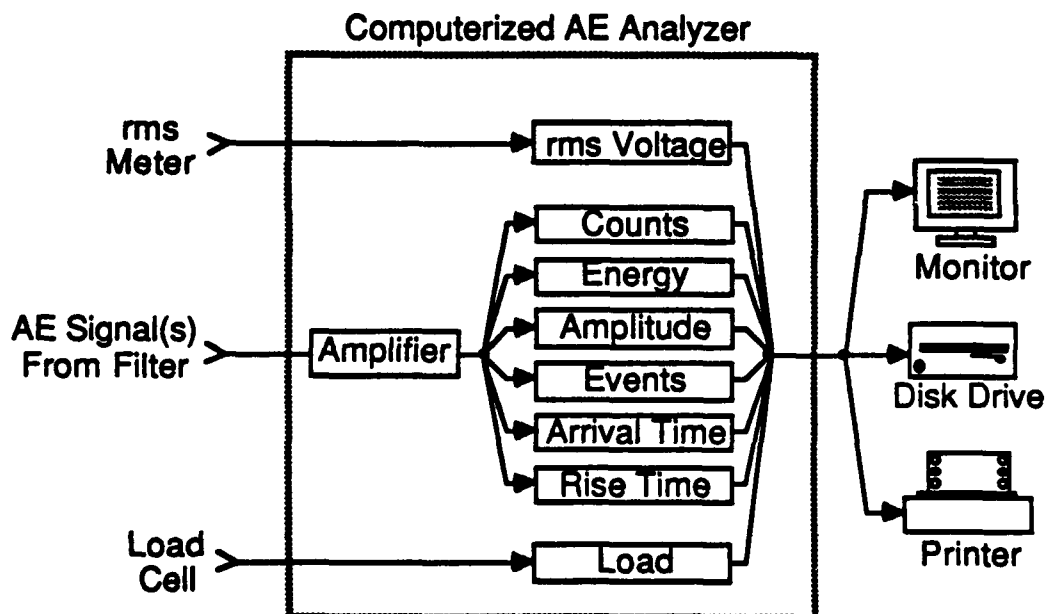 Computerized AE Analyzer
rms
Meter
rms Voltage
Counts
Energy
Monitor
AE Signal(s)
From Filter
Amplifier
Amplitude
Events
Disk Drive
Arrival Time
Rise Time
Load
Cell
Load
Printer